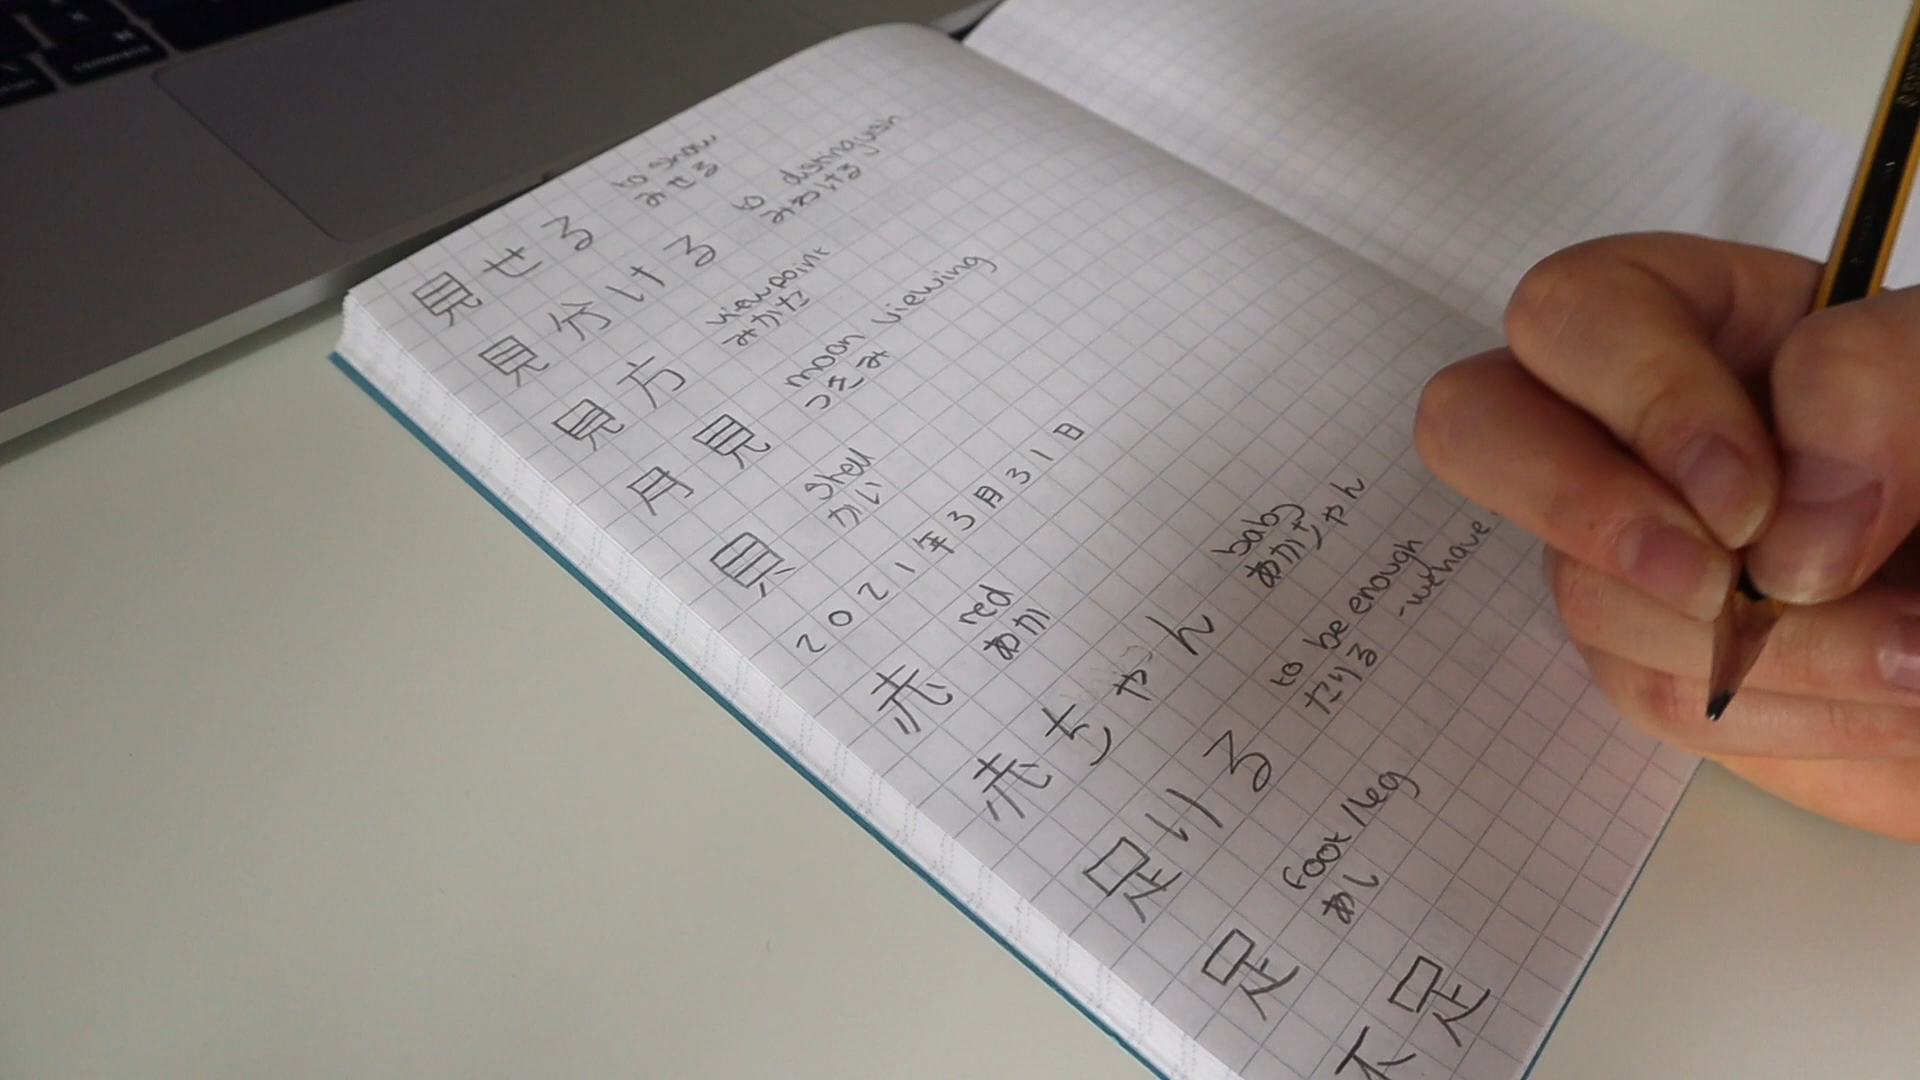 command
見せる to show
みせる
見分ける to distinguish
みわける
見方 viewpoint
みかた
月見 moon viewing
つきみ
貝 shell
かい
2021年3月31日
赤 red
あか
赤ちゃん baby
あかちゃん
足りる to be enough
たりる -we have
足 foot/leg
あし
不足